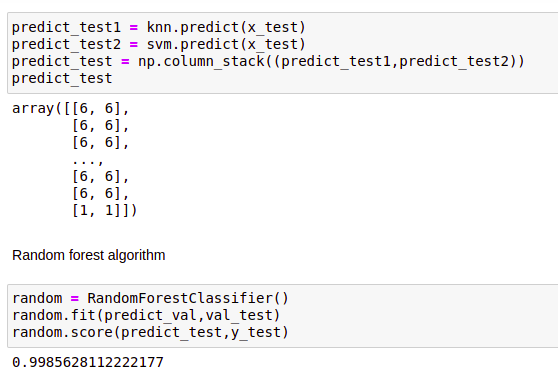 predict_test1 = knn.predict(x_test)
predict_test2 = svm.predict(x_test)
predict_test = np.column_stack((predict_test1,predict_test2))
predict_test
array([[6, 6],
       [6, 6],
       [6, 6],
       ...,
       [6, 6],
       [6, 6],
       [1, 1]])
Random forest algorithm
random = RandomForestClassifier()
random.fit(predict_val,val_test)
random.score(predict_test,y_test)
0.9985628112222177